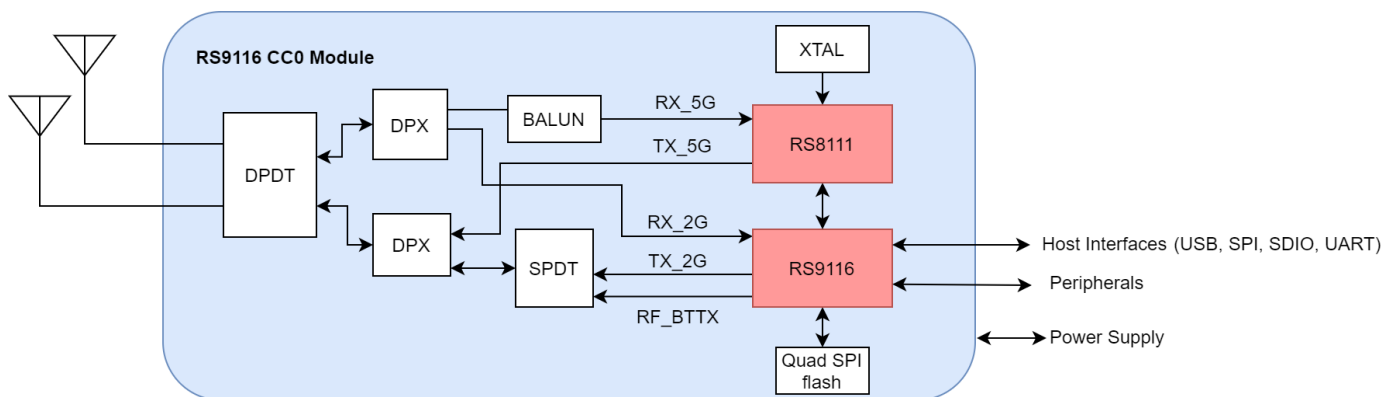 RS9116 CC0 Module
XTAL
DPX
BALUN
RX_5G
RS8111
TX_5G
DPDT
DPX
RX_2G
SPDT
TX_2G
RS9116
RF_BTTX
Host Interfaces (USB, SPI, SDIO, UART)
Peripherals
Power Supply
Quad SPI
flash